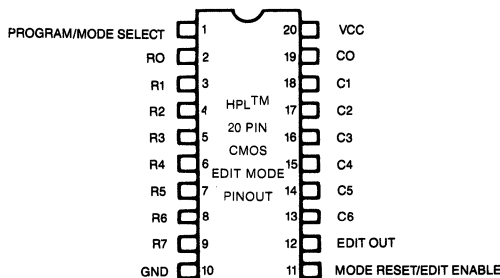 PROGRAM/MODE SELECT 1 20 VCC
RO 2 19 CO
R1 3 18 C1
R2 4 17 C2
R3 5 16 C3
R4 6 15 C4
R5 7 14 C5
R6 8 13 C6
R7 9 12 EDIT OUT
GND 10 11 MODE RESET/EDIT ENABLE
HPL™
20 PIN
CMOS
EDIT MODE
PINOUT